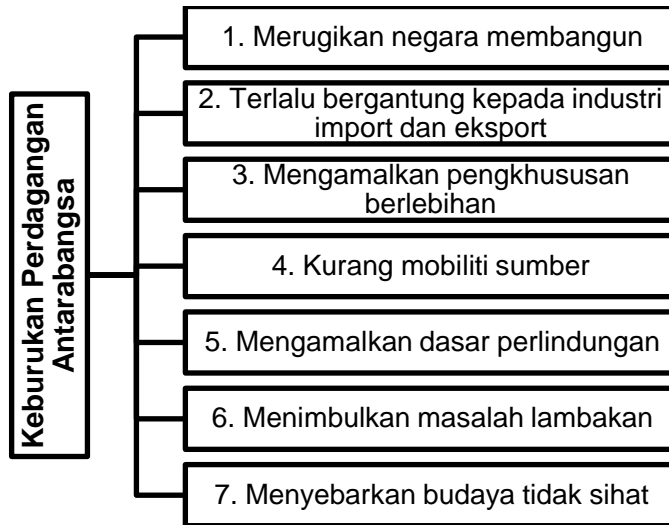 Keburukan Perdagangan
Antarabangsa
1. Merugikan negara membangun
2. Terlalu bergantung kepada industri
import dan eksport
3. Mengamalkan pengkhususan
berlebihan
4. Kurang mobiliti sumber
5. Mengamalkan dasar perlindungan
6. Menimbulkan masalah lambakan
7. Menyebarkan budaya tidak sihat